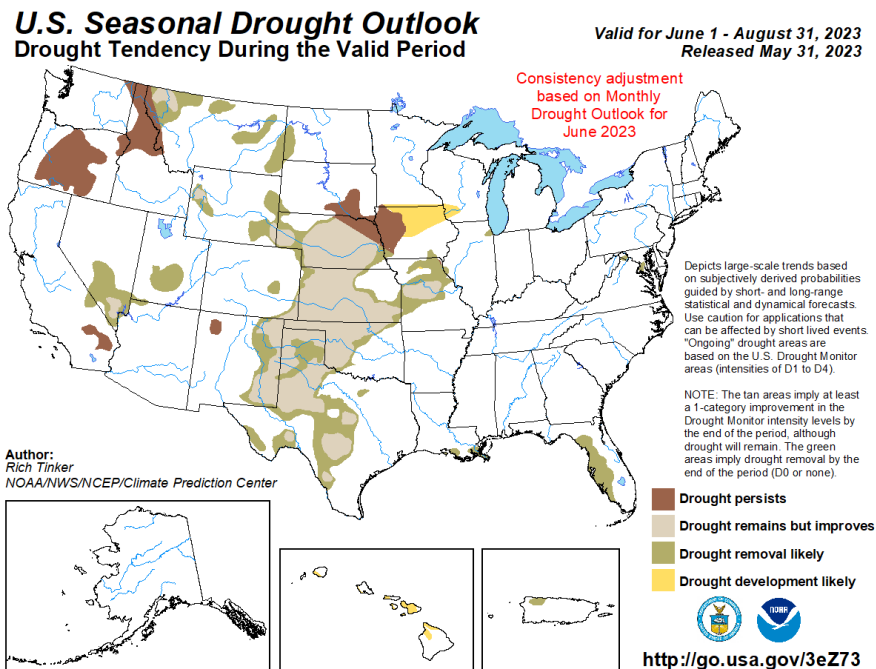 U.S. Seasonal Drought Outlook
Drought Tendency During the Valid Period
Valid for June 1 - August 31, 2023
Released May 31, 2023
Consistency adjustment
based on Monthly
Drought Outlook for
June 2023
Depicts large-scale trends based
on subjectively derived probabilities
guided by short- and long-range
statistical and dynamical forecasts.
Use caution for applications that
can be affected by short lived events.
"Ongoing" drought areas are
based on the U.S. Drought Monitor
areas (intensities of D1 to D4).
NOTE: The tan areas imply at least
a 1-category improvement in the
Drought Monitor intensity levels by
the end of the period, although
drought will remain. The green
areas imply drought removal by the
end of the period (D0 or none).
Author:
Rich Tinker
NOAA/NWS/NCEP/Climate Prediction Center
Drought persists
Drought remains but improves
Drought removal likely
Drought development likely
NOAA
http://go.usa.gov/3eZ73